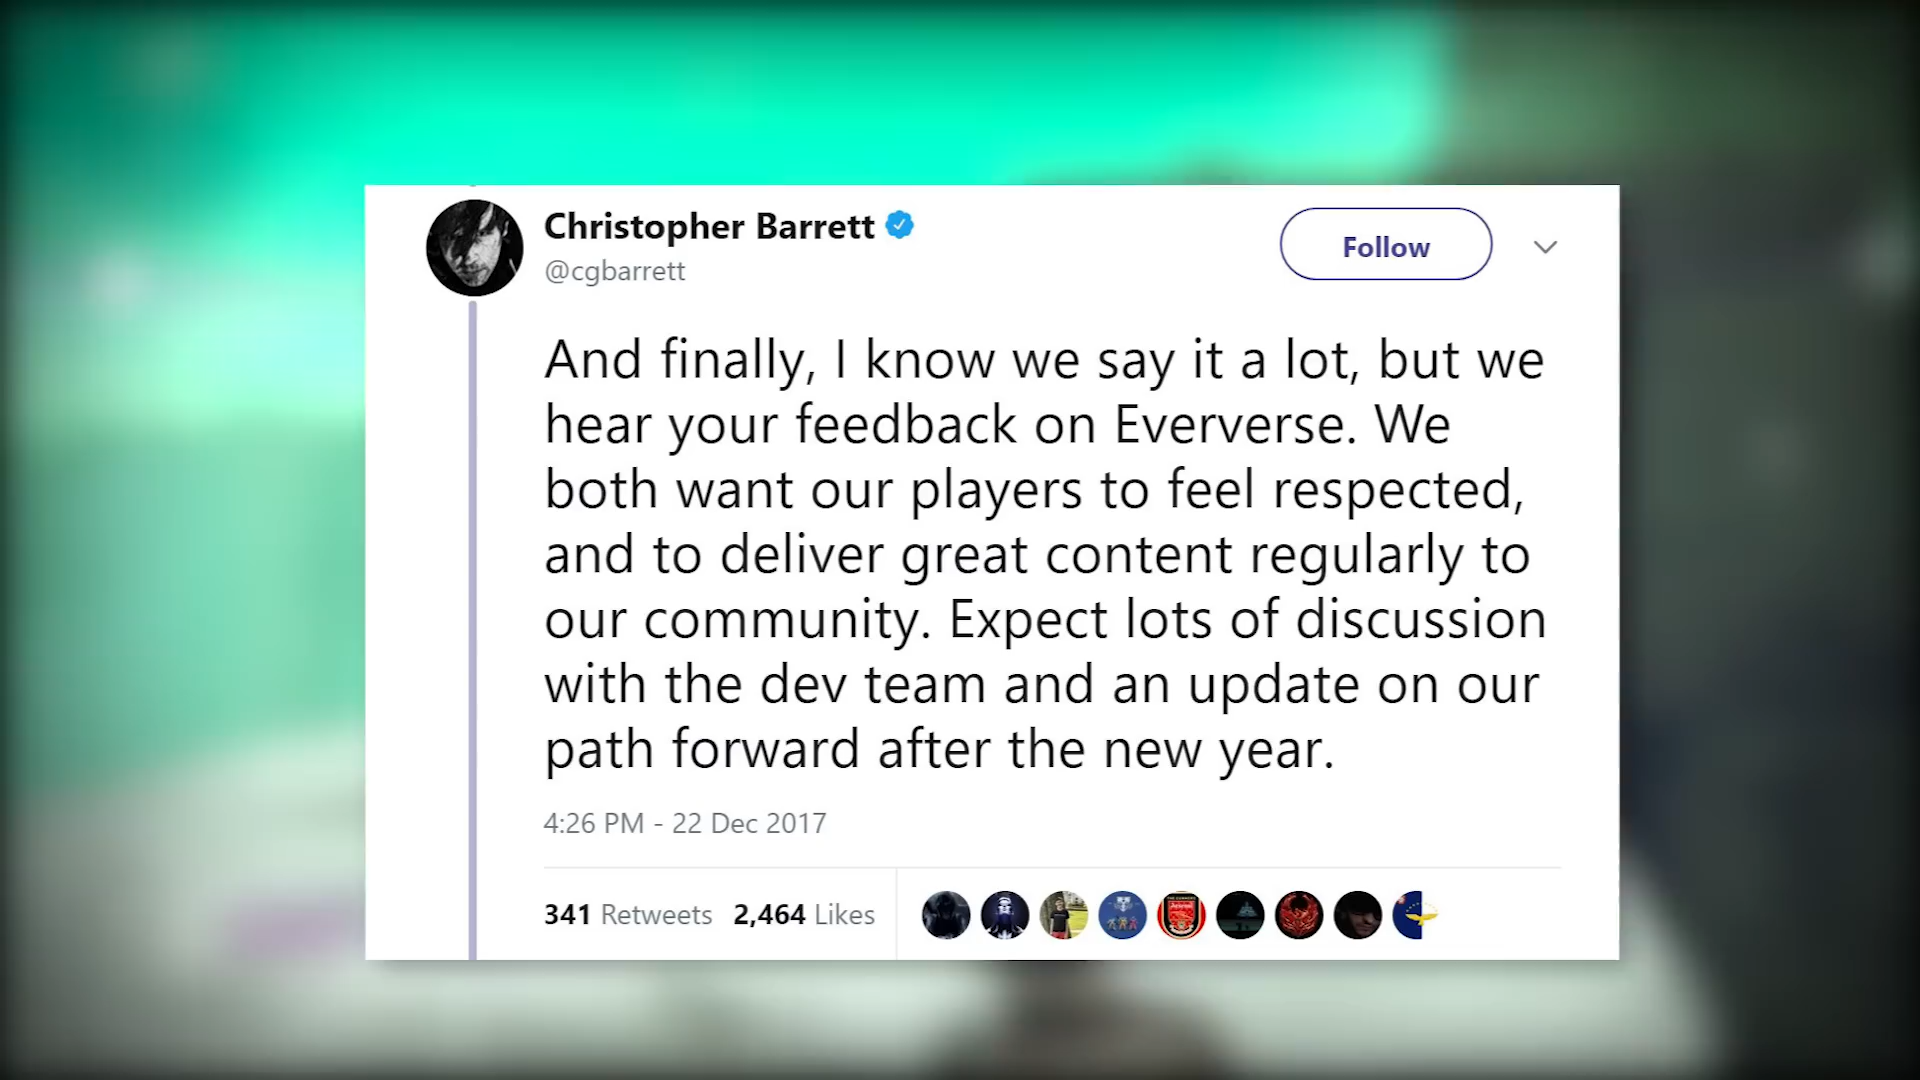 Christopher Barrett
@cgbarrett
Follow
And finally, I know we say it a lot, but we
hear your feedback on Eververse. We
both want our players to feel respected,
and to deliver great content regularly to
our community. Expect lots of discussion
with the dev team and an update on our
path forward after the new year.
4:26 PM - 22 Dec 2017
341 Retweets 2,464 Likes